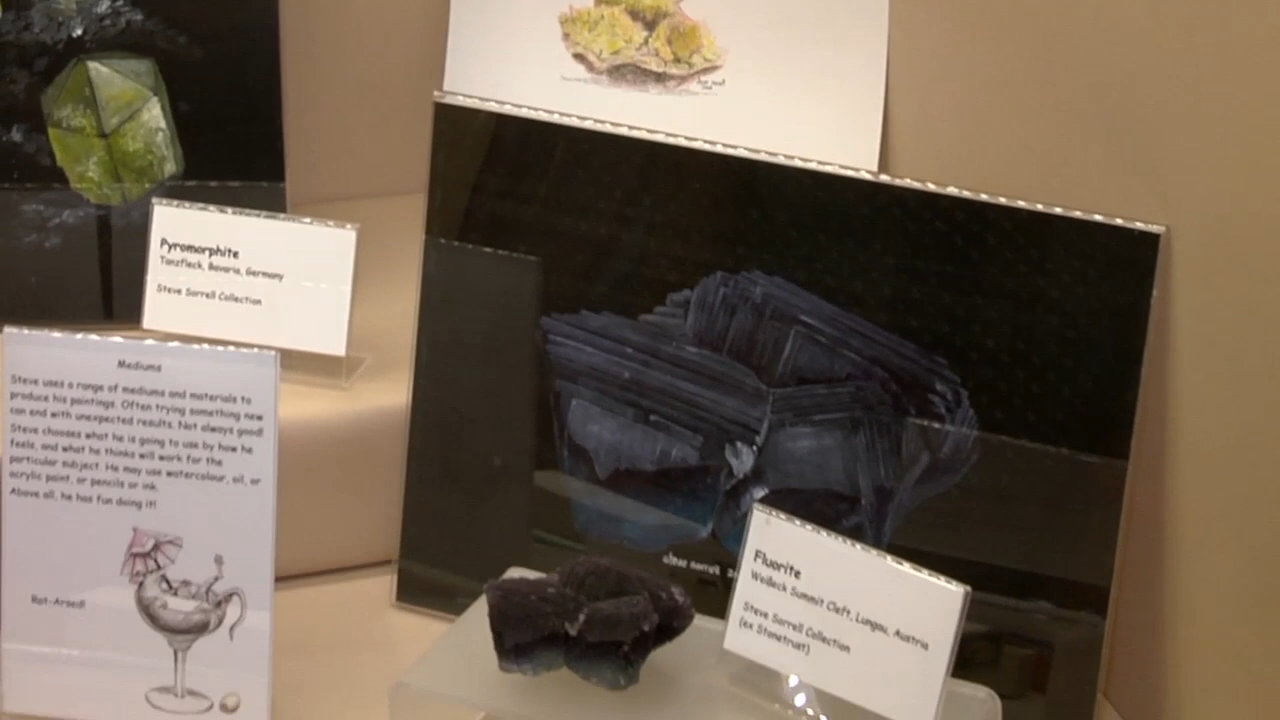 Pyromorphite
Tanzfleck, Bavaria, Germany
Steve Sorrell Collection
Mediums
Steve uses a range of mediums and materials to
produce his paintings. Often trying something new
can end with unexpected results. Not always good!
Steve chooses what he is going to use by how he
feels, and what he thinks will work for the
particular subject. He may use watercolour, oil, or
acrylic paint, or pencils or ink.
Above all, he has fun doing it!
Rat-Arsed!
Fluorite
Weißeck Summit Cleft, Lungau, Austria
Steve Sorrell Collection
(ex Stonetrust)